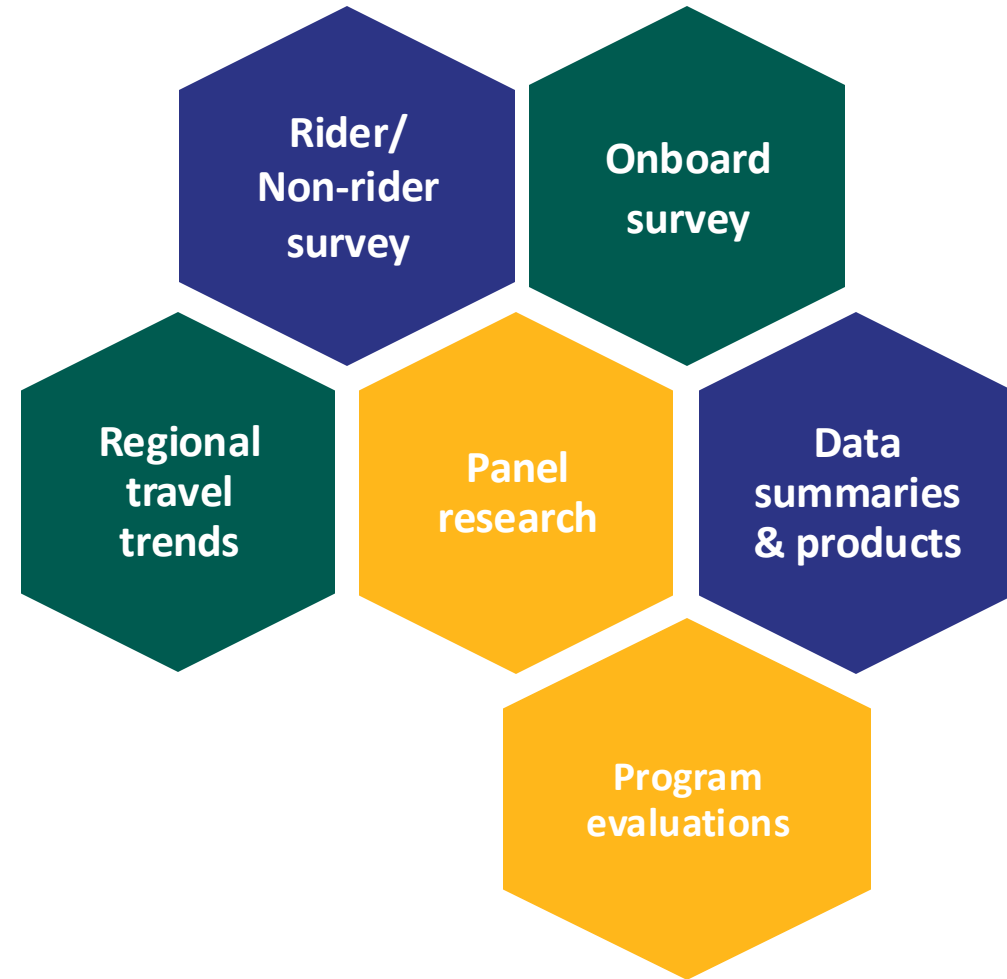 Rider/
Non-rider
survey
Onboard
survey
Regional
travel
trends
Panel
research
Data
summaries
& products
Program
evaluations